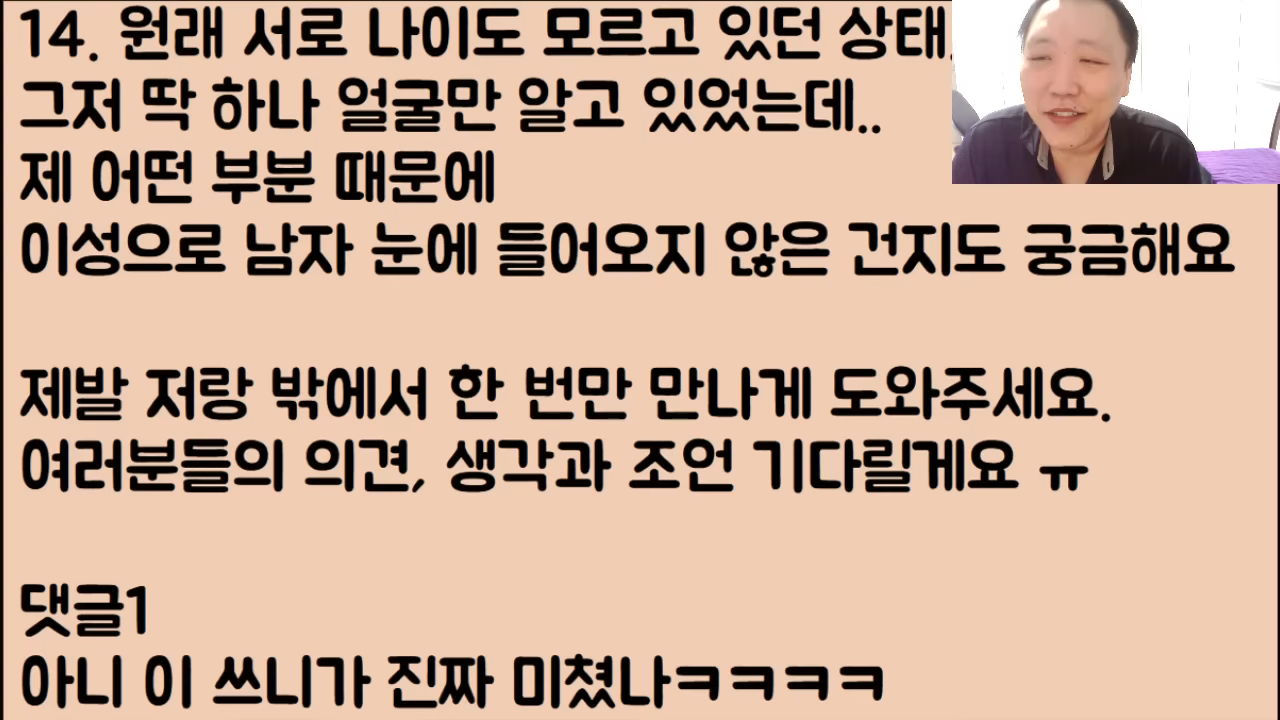 14. 원래 서로 나이도 모르고 있던 상태.
그저 딱 하나 얼굴만 알고 있었는데..
제 어떤 부분 때문에
이성으로 남자 눈에 들어오지 않은 건지도 궁금해요
제발 저랑 밖에서 한 번만 만나게 도와주세요.
여러분들의 의견, 생각과 조언 기다릴게요 ㅠ
댓글1
아니 이 쓰니가 진짜 미쳤나ㅋㅋㅋㅋ